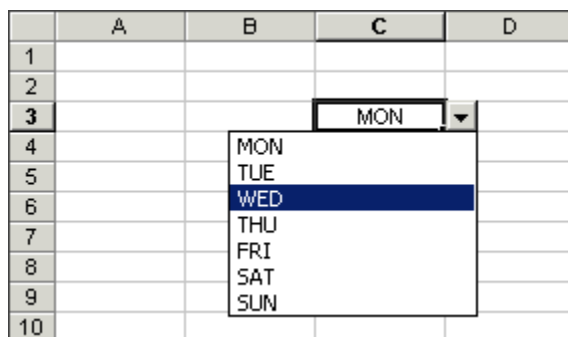 A B C D
1
2
3 MON
4 MON
5 TUE
WED
6 THU
7 FRI
8 SAT
9 SUN
10